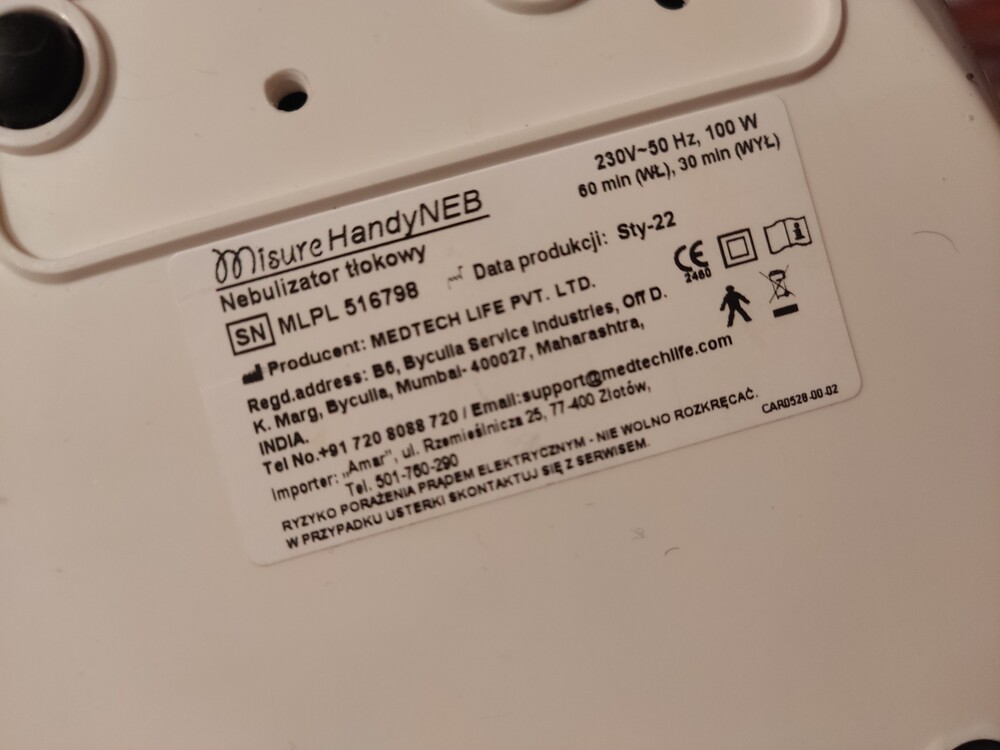 230V~50 Hz, 100 W
60 min (WŁ), 30 min (WYŁ)
Misure HandyNEB
Nebulizator tłokowy
SN MLPL 516798
Data produkcji: Sty-22
CE
2460
Producent: MEDTECH LIFE PVT. LTD.
Regd.address: B6, Byculla Service Industries, Off D.
K. Marg, Byculla, Mumbai- 400027, Maharashtra,
INDIA.
Tel No.+91 720 8088 720 / Email:support@medtechlife.com
Importer: „Amar”, ul. Rzemieślnicza 25, 77-400 Złotów,
Tel. 501-760-290
RYZYKO PORAŻENIA PRĄDEM ELEKTRYCZNYM - NIE WOLNO ROZKRĘCAĆ.
W PRZYPADKU USTERKI SKONTAKTUJ SIĘ Z SERWISEM.
CAR0528-00-02